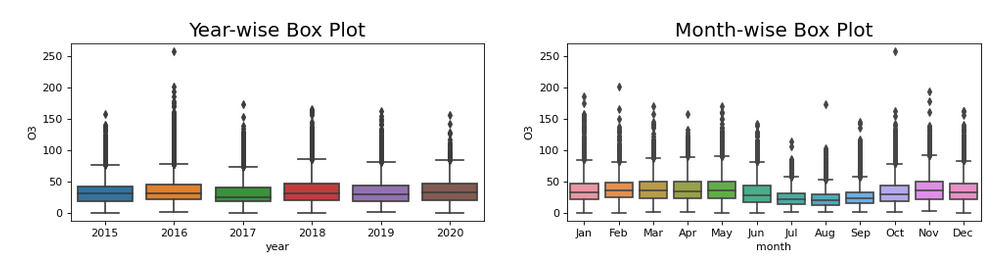 Year-wise Box Plot
250
200
150
100
50
0
O3
2015 2016 2017 2018 2019 2020
year
Month-wise Box Plot
250
200
150
100
50
0
O3
Jan Feb Mar Apr May Jun Jul Aug Sep Oct Nov Dec
month